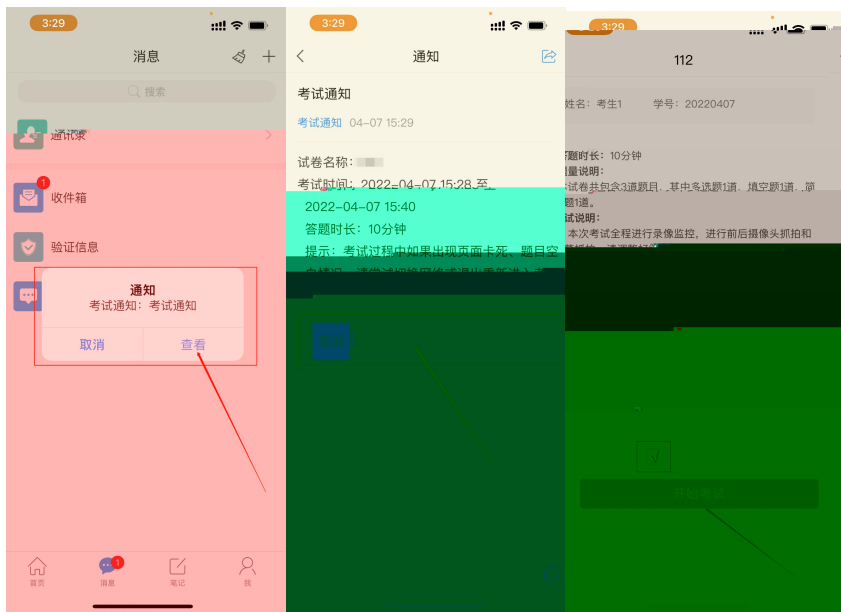 3:29
消息
搜索
通讯录
收件箱
1
验证信息
通知
考试通知：考试通知
取消
查看
首页
消息
1
笔记
我
3:29
通知
考试通知
考试通知 04-07 15:29
试卷名称：
考试时间：2022-04-07 15:28 至
2022-04-07 15:40
答题时长：10分钟
提示：考试过程中如果出现页面卡死、题目空
3:29
112
姓名：考生1 学号：20220407
答题时长：10分钟
题量说明：
试卷共包含3道题目，其中多选题1道，填空题1道，简
题1道。
考试说明：
本次考试全程进行录像监控，进行前后摄像头抓拍和
开始考试